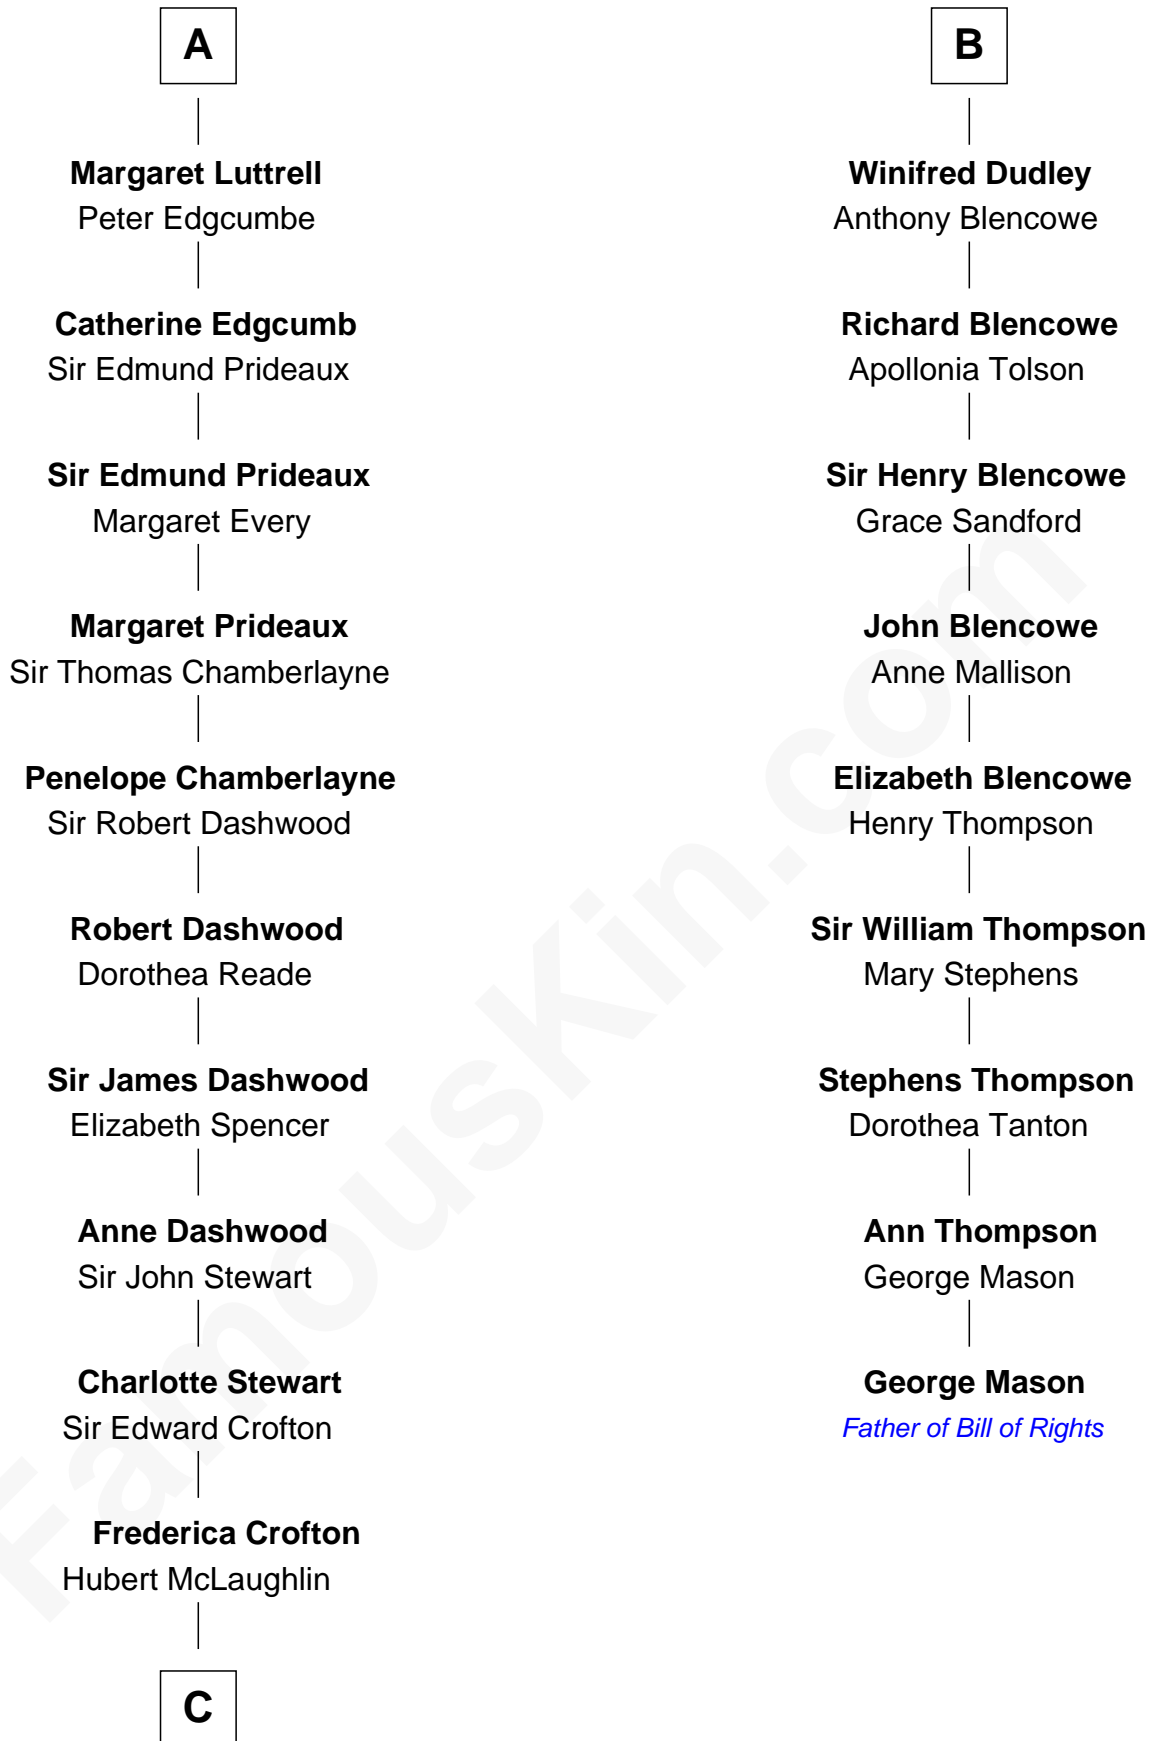 A
Margaret Luttrell
Peter Edgcumbe
Catherine Edgcumb
Sir Edmund Prideaux
Sir Edmund Prideaux
Margaret Every
Margaret Prideaux
Sir Thomas Chamberlayne
Penelope Chamberlayne
Sir Robert Dashwood
Robert Dashwood
Dorothea Reade
Sir James Dashwood
Elizabeth Spencer
Anne Dashwood
Sir John Stewart
Charlotte Stewart
Sir Edward Crofton
Frederica Crofton
Hubert McLaughlin
C
B
Winifred Dudley
Anthony Blencowe
Richard Blencowe
Apollonia Tolson
Sir Henry Blencowe
Grace Sandford
John Blencowe
Anne Mallison
Elizabeth Blencowe
Henry Thompson
Sir William Thompson
Mary Stephens
Stephens Thompson
Dorothea Tanton
Ann Thompson
George Mason
George Mason
Father of Bill of Rights
FamousKin.com